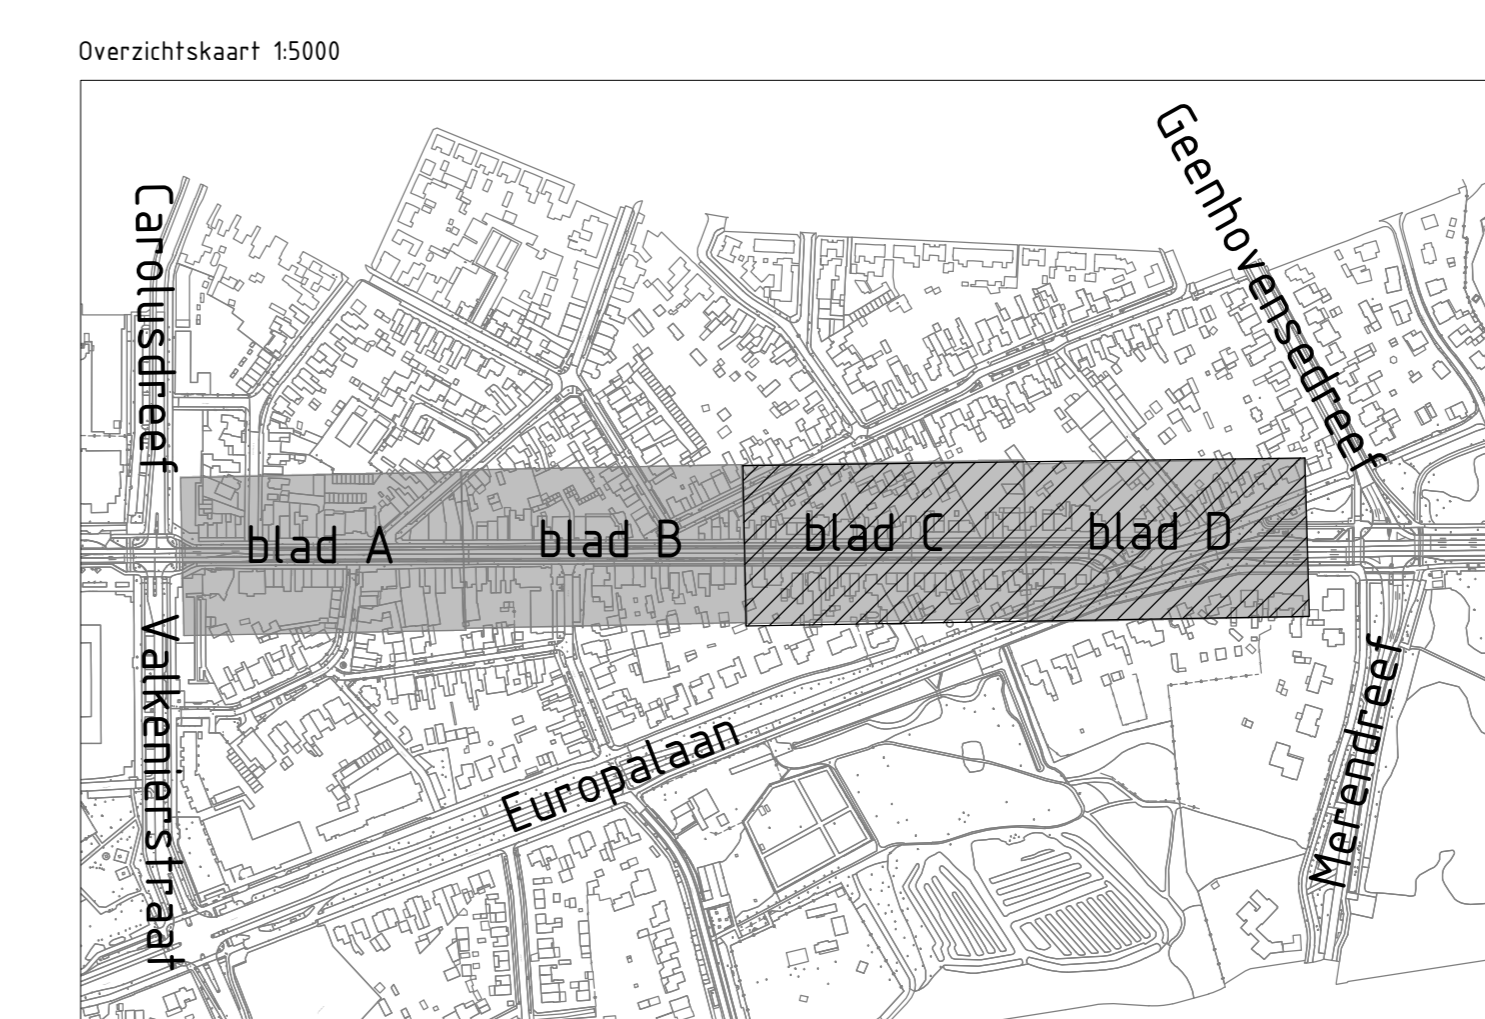 Overzichtskaart 1:5000
Geenhovensedreef
Carolusdreef
blad A
blad B
blad C
blad D
Valkenierstraat
Europalaan
Merendreef